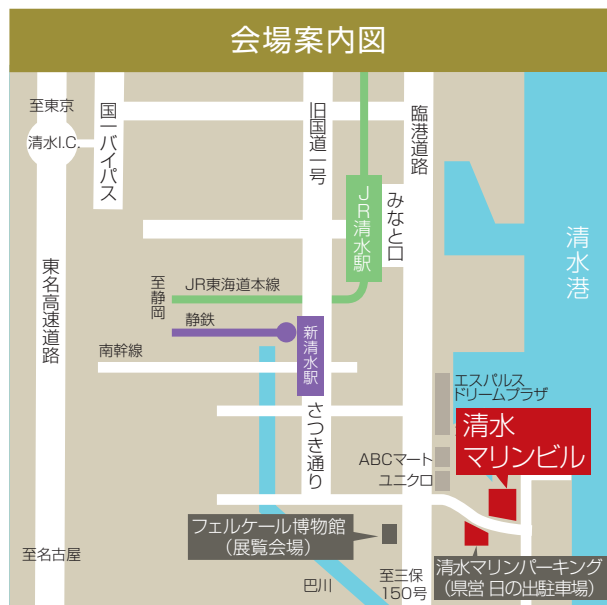 会場案内図
至東京
清水I.C.
国一バイパス
旧国道一号
臨港道路
JR清水駅
みなと口
清水港
東名高速道路
至静岡
JR東海道本線
静鉄
新清水駅
南幹線
さつき通り
エスパルス
ドリームプラザ
清水
マリンビル
ABCマート
ユニクロ
フェルケール博物館
（展覧会場）
清水マリンパーキング
（県営 日の出駐車場）
至名古屋
巴川
至三保
150号